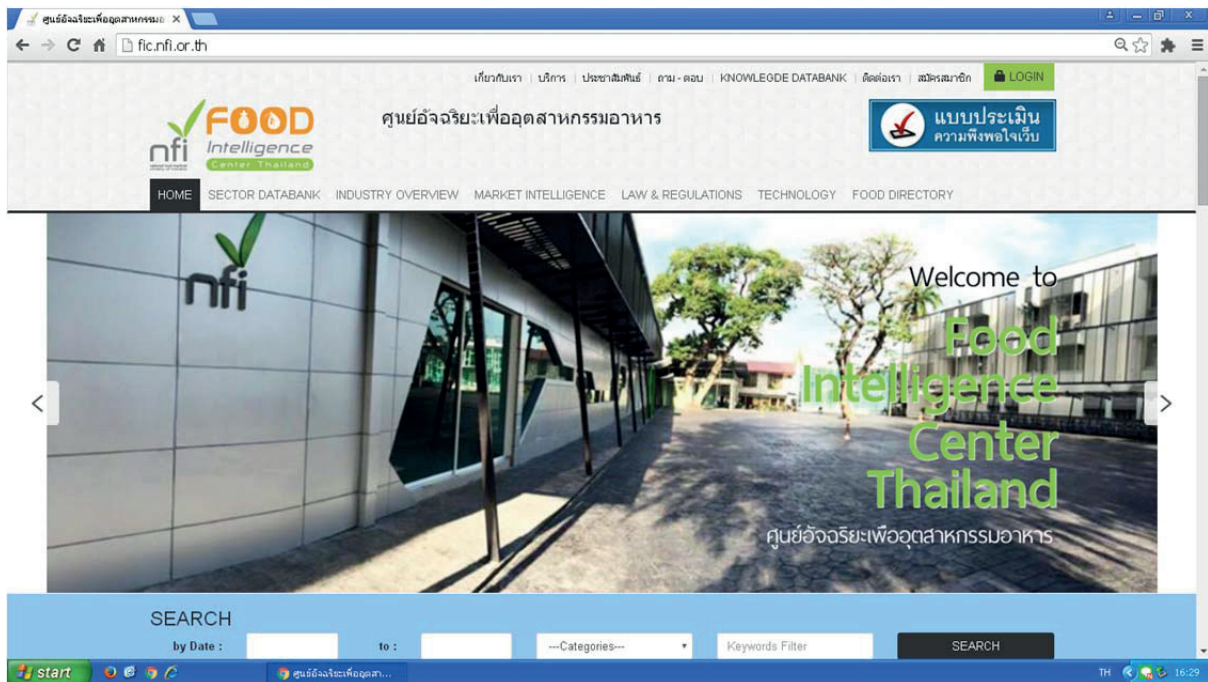 ศูนย์อัจฉริยะเพื่ออุตสาหกรรมอ
fic.nfi.or.th
เกี่ยวกับเรา | บริการ | ประชาสัมพันธ์ | ถาม - ตอบ | KNOWLEGDE DATABANK | ติดต่อเรา | สมัครสมาชิก LOGIN
nfi
FOOD
Intelligence
Center Thailand
ศูนย์อัจฉริยะเพื่ออุตสาหกรรมอาหาร
แบบประเมิน
ความพึงพอใจเว็บ
HOME SECTOR DATABANK INDUSTRY OVERVIEW MARKET INTELLIGENCE LAW & REGULATIONS TECHNOLOGY FOOD DIRECTORY
nfi
Welcome to
Food
Intelligence
Center
Thailand
ศูนย์อัจฉริยะเพื่ออุตสาหกรรมอาหาร
SEARCH
by Date : to : ---Categories--- Keywords Filter SEARCH
start ศูนย์อัจฉริยะเพื่ออุตสา... TH 16:29